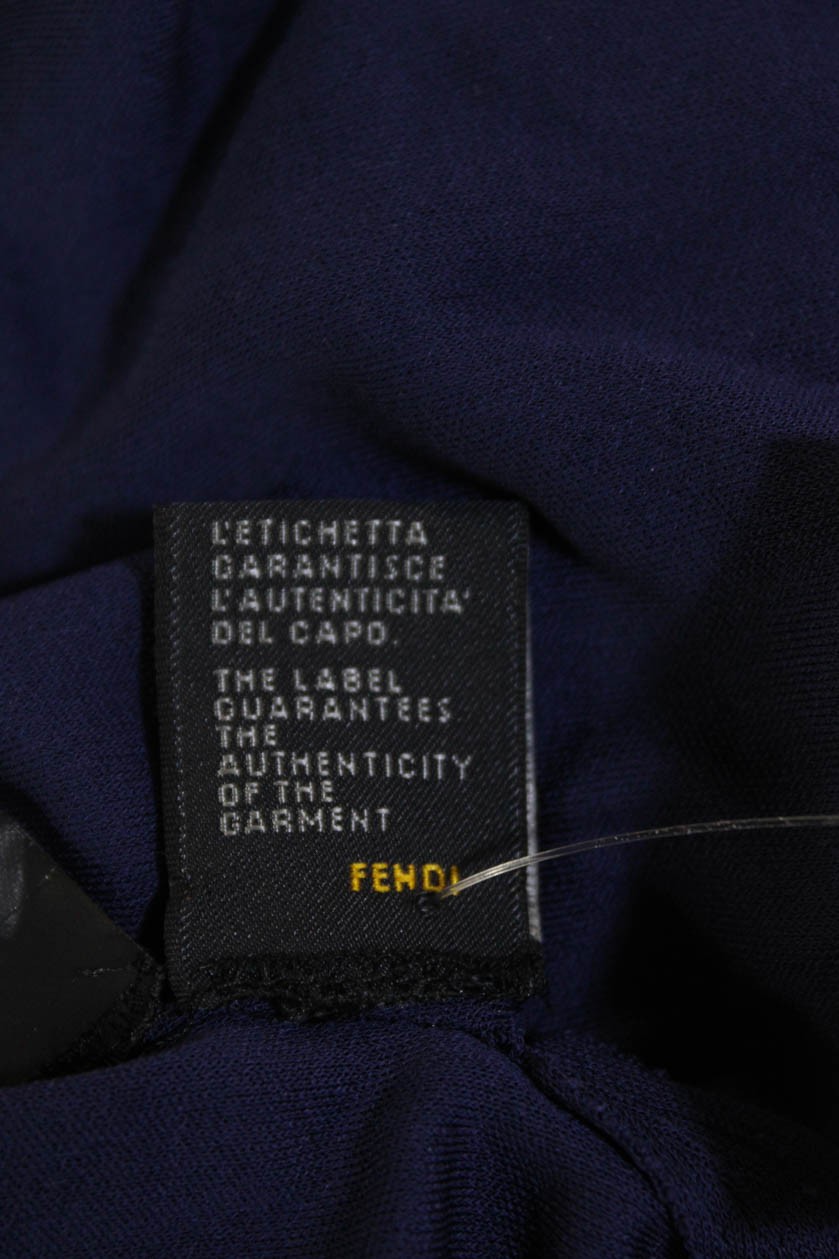 L'ETICHETTA
GARANTISCE
L'AUTENTICITA'
DEL CAPO.
THE LABEL
GUARANTEES
THE
AUTHENTICITY
OF THE
GARMENT
FENDI